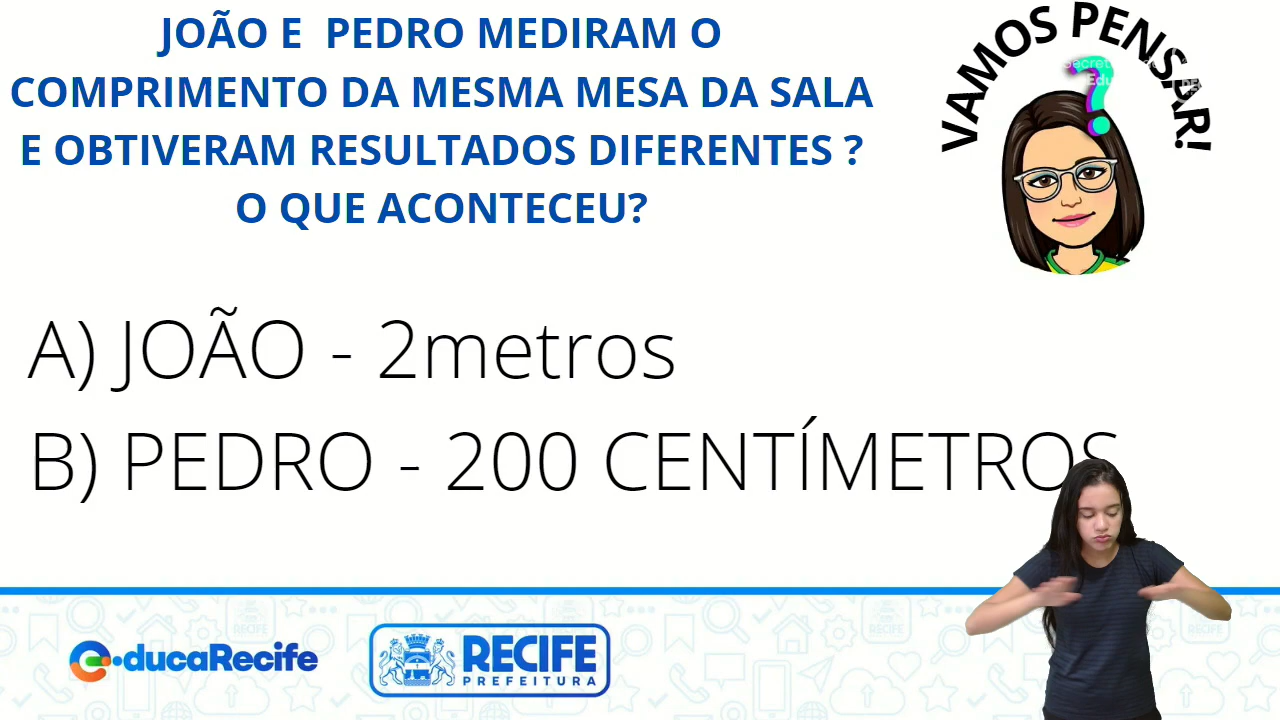 JOÃO E PEDRO MEDIRAM O
COMPRIMENTO DA MESMA MESA DA SALA
E OBTIVERAM RESULTADOS DIFERENTES ?
O QUE ACONTECEU?
VAMOS PENSAR!
?
A) JOÃO - 2metros
B) PEDRO - 200 CENTÍMETROS
educaRecife
RECIFE
PREFEITURA